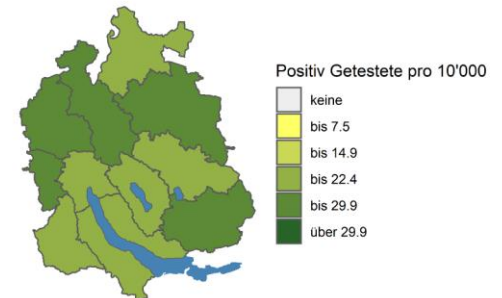 Positiv Getestete pro 10'000
keine
bis 7.5
bis 14.9
bis 22.4
bis 29.9
über 29.9